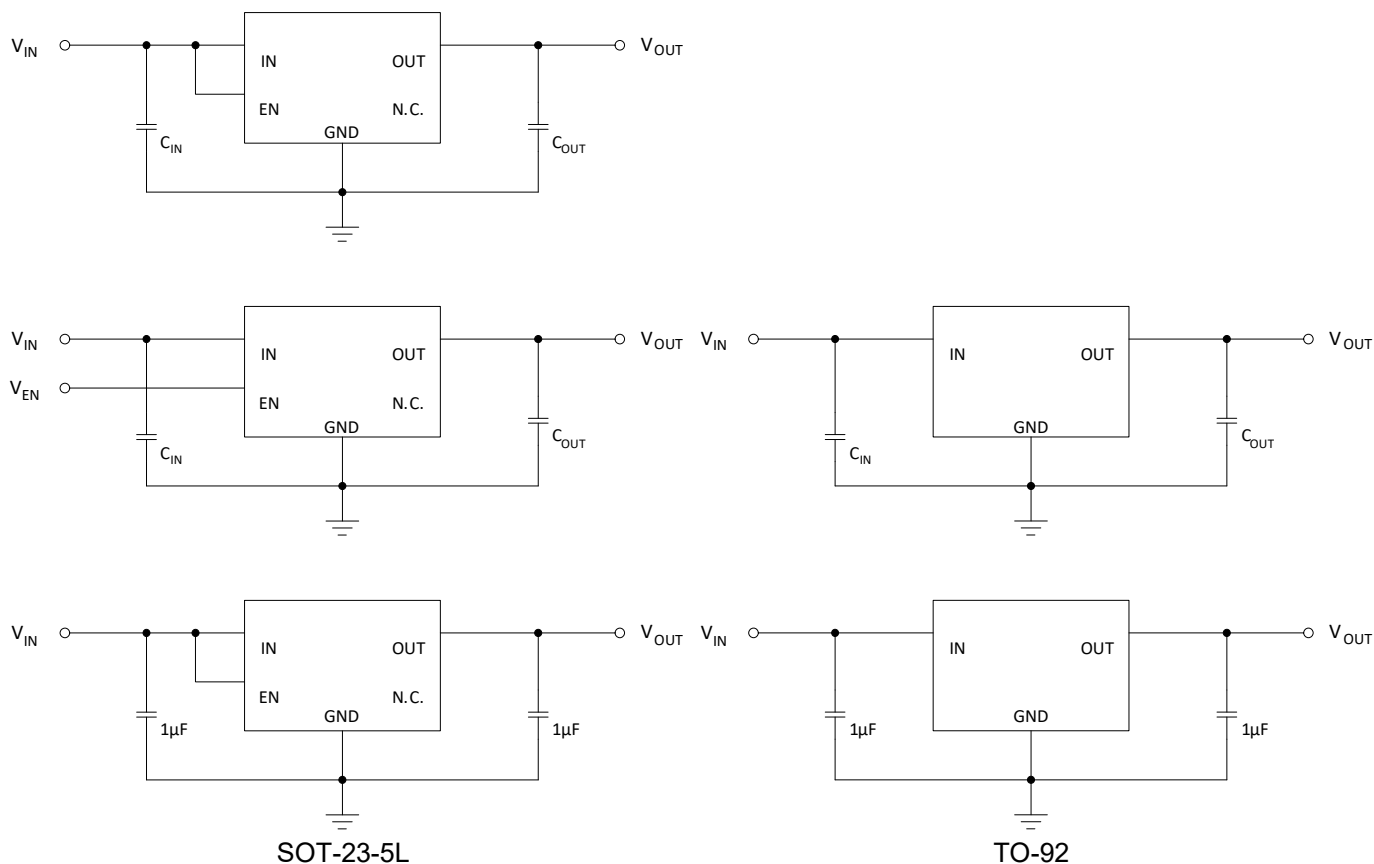 VIN VOUT
IN OUT
EN N.C.
GND
CIN COUT
VIN VOUT
VEN
IN OUT
EN N.C.
GND
CIN COUT
VIN VOUT
IN OUT
GND
CIN COUT
VIN VOUT
IN OUT
EN N.C.
GND
1µF 1µF
SOT-23-5L
VIN VOUT
IN OUT
GND
1µF 1µF
TO-92